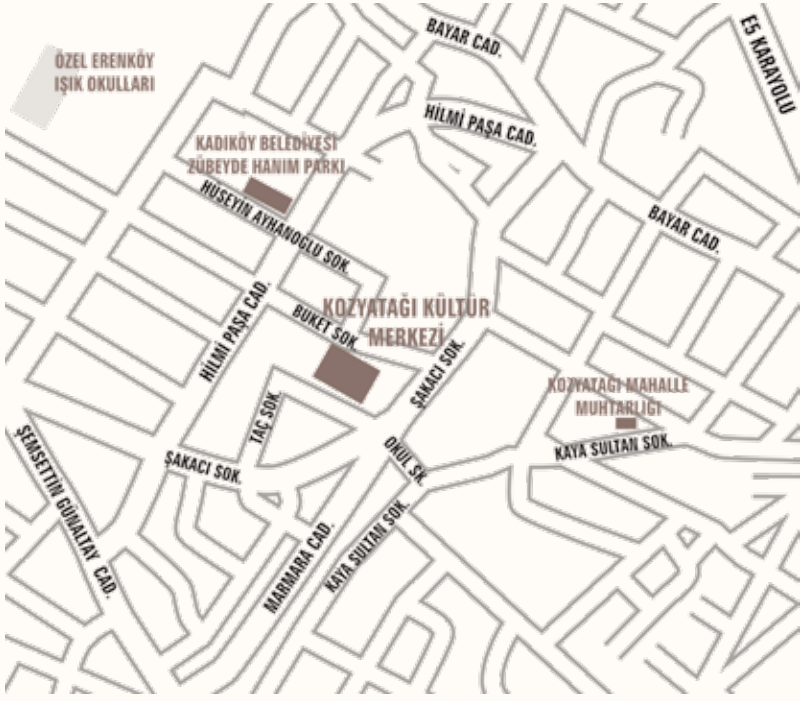 BAYAR CAD.
E5 KARAYOLU
ÖZEL ERENKÖY
IŞIK OKULLARI
HİLMİ PAŞA CAD.
KADIKÖY BELEDİYESİ
ZÜBEYDE HANIM PARKI
HÜSEYİN AYHANOĞLU SOK.
BAYAR CAD.
HİLMİ PAŞA CAD.
BUKET SOK.
KOZYATAĞI KÜLTÜR
MERKEZİ
ŞAKACI SOK.
KOZYATAĞI MAHALLE
MUHTARLIĞI
TAÇ SOK.
OKUL SK.
KAYA SULTAN SOK.
ŞAKACI SOK.
ŞEMSETTİN GÜNALTAY CAD.
MARMARA CAD.
KAYA SULTAN SOK.